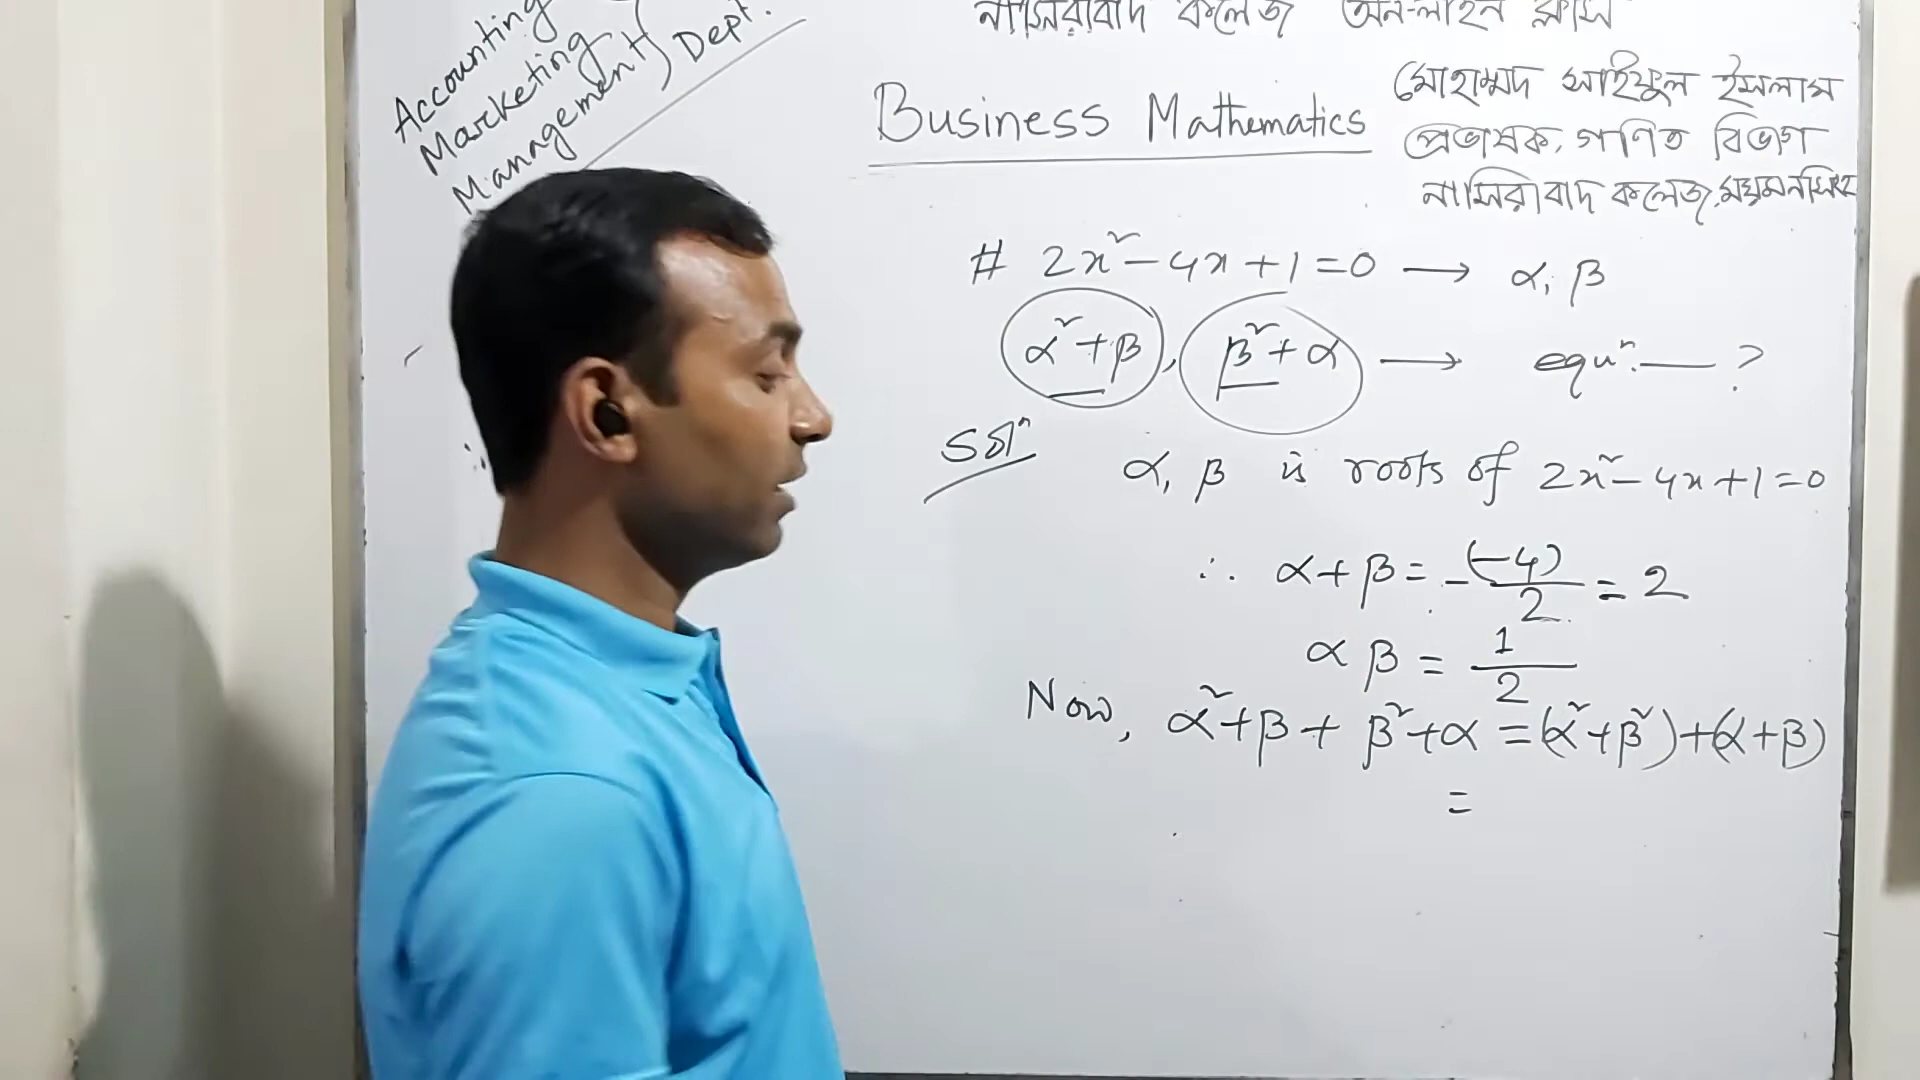 নাসিরাবাদ কলেজ অন-লাইন ক্লাস
Accounting
Marcketing
Management
Dept.
Business Mathematics
মোহাম্মদ সাইফুল ইসলাম
প্রভাষক, গণিত বিভাগ
নাসিরাবাদ কলেজ, ময়মনসিংহ
# 2x² - 4x + 1 = 0 → α, β
α² + β, β² + α → equⁿ. — ?
Solⁿ
α, β is roots of 2x² - 4x + 1 = 0
∴ α + β = -(-4)/2 = 2
αβ = 1/2
Now, α² + β + β² + α = (α² + β²) + (α + β)
=